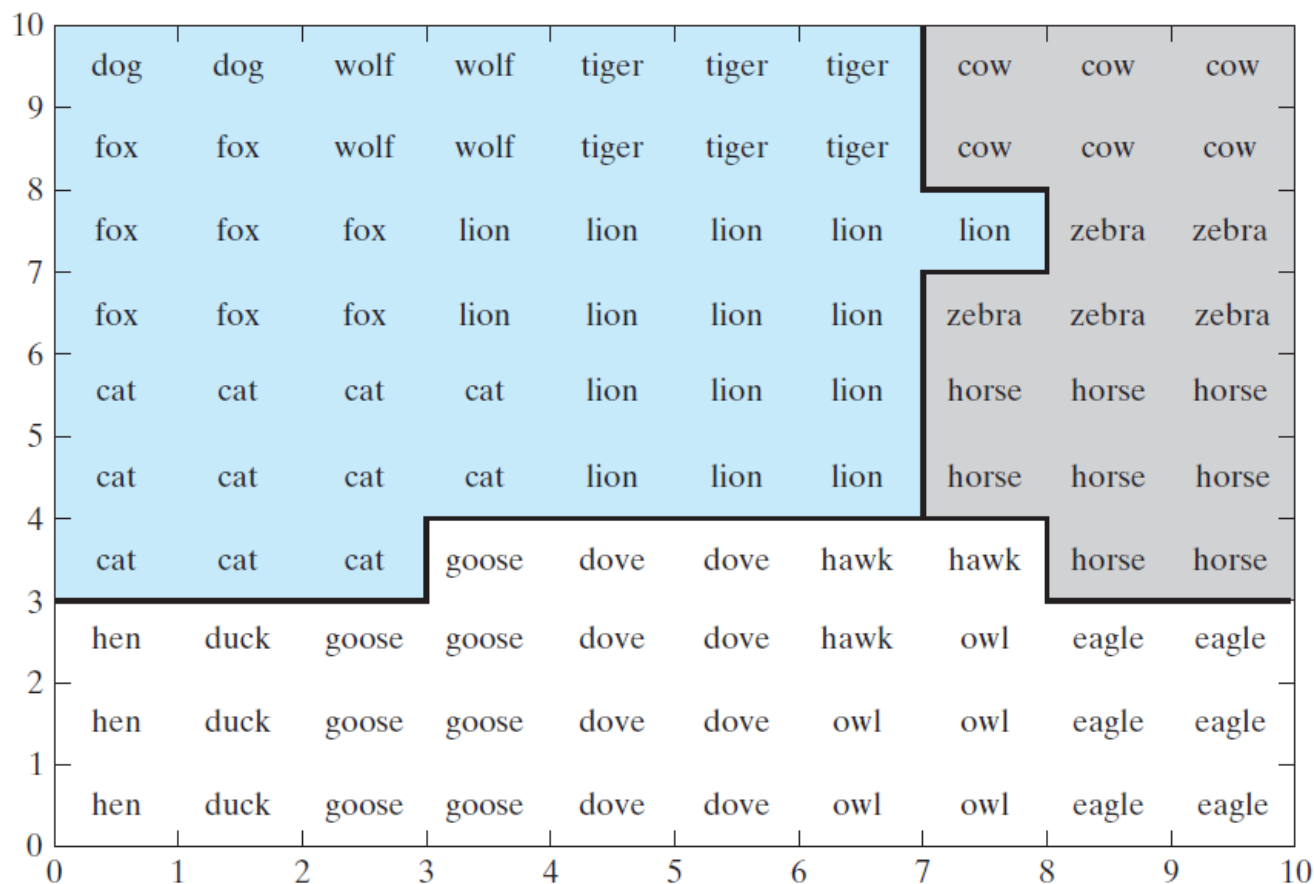 10 dog dog wolf wolf tiger tiger tiger cow cow cow
9
fox fox wolf wolf tiger tiger tiger cow cow cow
8
fox fox fox lion lion lion lion lion zebra zebra
7
fox fox fox lion lion lion lion zebra zebra zebra
6
cat cat cat cat lion lion lion horse horse horse
5
cat cat cat cat lion lion lion horse horse horse
4
cat cat cat goose dove dove hawk hawk horse horse
3
hen duck goose goose dove dove hawk owl eagle eagle
2
hen duck goose goose dove dove owl owl eagle eagle
1
hen duck goose goose dove dove owl owl eagle eagle
0
0 1 2 3 4 5 6 7 8 9 10